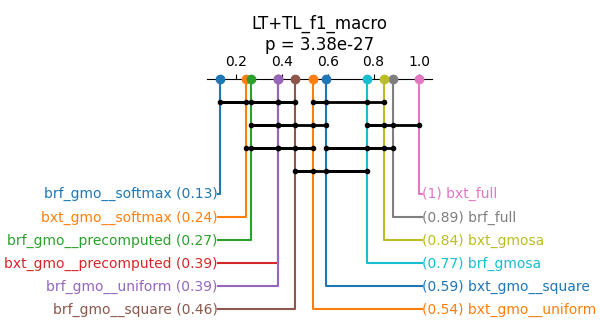 LT+TL_f1_macro
p = 3.38e-27
0.2 0.4 0.6 0.8 1.0
brf_gmo__softmax (0.13) (1) bxt_full
bxt_gmo__softmax (0.24) (0.89) brf_full
brf_gmo__precomputed (0.27) (0.84) bxt_gmosa
bxt_gmo__precomputed (0.39) (0.77) brf_gmosa
brf_gmo__uniform (0.39) (0.59) bxt_gmo__square
brf_gmo__square (0.46) (0.54) bxt_gmo__uniform